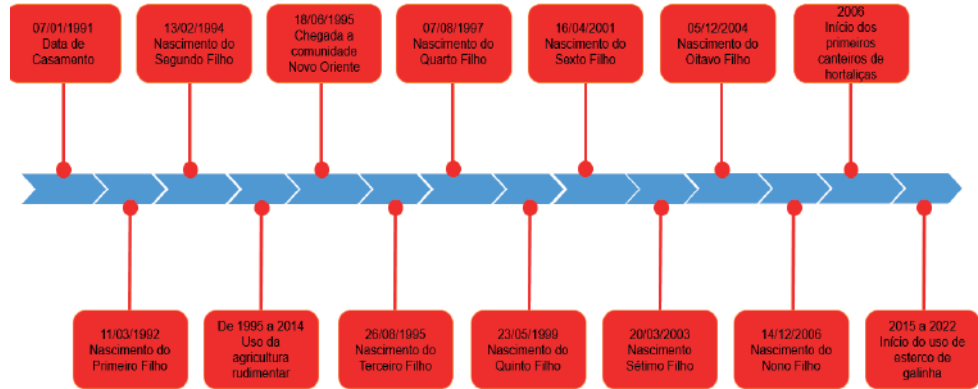 07/01/1991
Data de
Casamento
13/02/1994
Nascimento do
Segundo Filho
18/06/1995
Chegada a
comunidade
Novo Oriente
07/08/1997
Nascimento do
Quarto Filho
16/04/2001
Nascimento do
Sexto Filho
05/12/2004
Nascimento do
Oitavo Filho
2006
Início dos
primeiros
canteiros de
hortaliças
11/03/1992
Nascimento do
Primeiro Filho
De 1995 a 2014
Uso da
agricultura
rudimentar
26/08/1995
Nascimento do
Terceiro Filho
23/05/1999
Nascimento do
Quinto Filho
20/03/2003
Nascimento
Sétimo Filho
14/12/2006
Nascimento do
Nono Filho
2015 a 2022
Início do uso de
esterco de
galinha